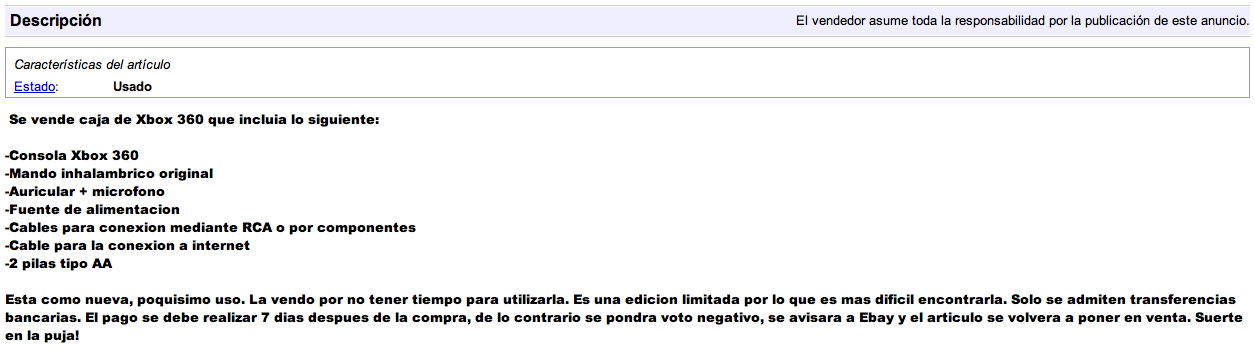 Descripción
El vendedor asume toda la responsabilidad por la publicación de este anuncio.
Características del artículo
Estado: Usado
Se vende caja de Xbox 360 que incluia lo siguiente:
-Consola Xbox 360
-Mando inhalambrico original
-Auricular + microfono
-Fuente de alimentacion
-Cables para conexion mediante RCA o por componentes
-Cable para la conexion a internet
-2 pilas tipo AA
Esta como nueva, poquisimo uso. La vendo por no tener tiempo para utilizarla. Es una edicion limitada por lo que es mas dificil encontrarla. Solo se admiten transferencias
bancarias. El pago se debe realizar 7 dias despues de la compra, de lo contrario se pondra voto negativo, se avisara a Ebay y el articulo se volvera a poner en venta. Suerte
en la puja!